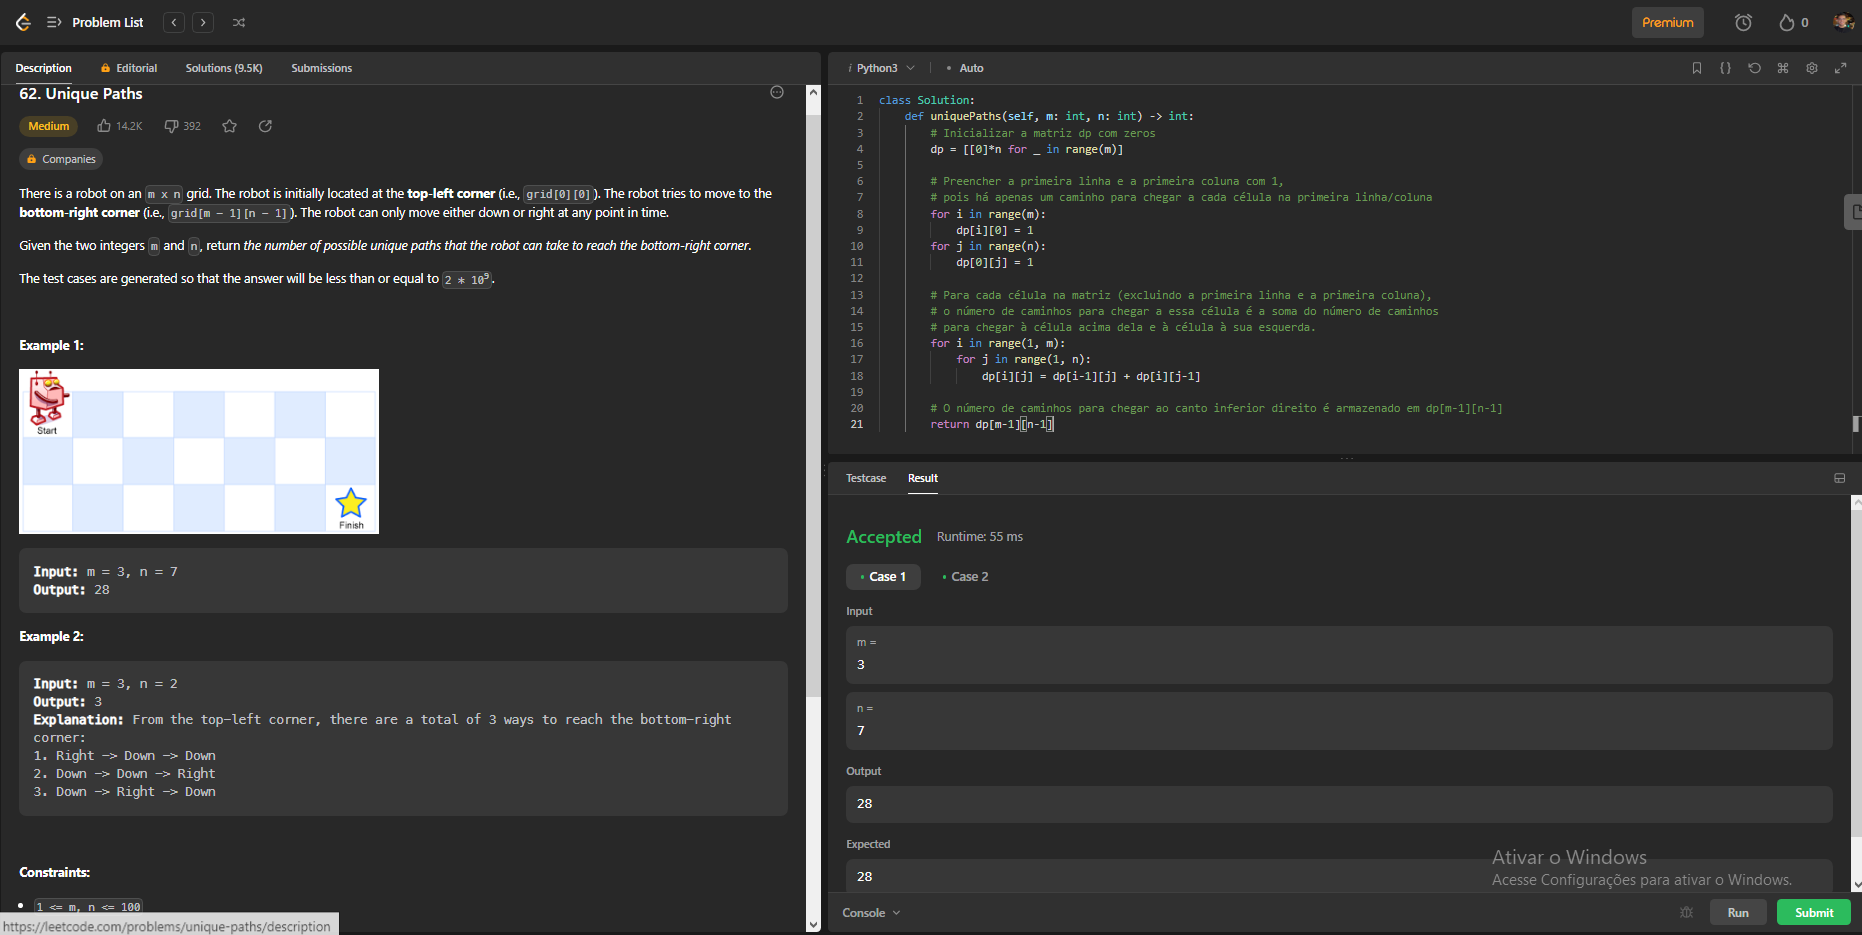 Problem List
Premium
0
Description
Editorial
Solutions (9.5K)
Submissions
62. Unique Paths
Medium
14.2K
392
Companies
There is a robot on an m x n grid. The robot is initially located at the top-left corner (i.e., grid[0][0]). The robot tries to move to the
bottom-right corner (i.e., grid[m - 1][n - 1]). The robot can only move either down or right at any point in time.
Given the two integers m and n, return the number of possible unique paths that the robot can take to reach the bottom-right corner.
The test cases are generated so that the answer will be less than or equal to 2 * 10⁹.
Example 1:
Start
Finish
Input: m = 3, n = 7
Output: 28
Example 2:
Input: m = 3, n = 2
Output: 3
Explanation: From the top-left corner, there are a total of 3 ways to reach the bottom-right
corner:
1. Right -> Down -> Down
2. Down -> Down -> Right
3. Down -> Right -> Down
Constraints:
1 <= m, n <= 100
https://leetcode.com/problems/unique-paths/description
i Python3
• Auto
1 class Solution:
2 def uniquePaths(self, m: int, n: int) -> int:
3 # Inicializar a matriz dp com zeros
4 dp = [[0]*n for _ in range(m)]
5
6 # Preencher a primeira linha e a primeira coluna com 1,
7 # pois há apenas um caminho para chegar a cada célula na primeira linha/coluna
8 for i in range(m):
9 dp[i][0] = 1
10 for j in range(n):
11 dp[0][j] = 1
12
13 # Para cada célula na matriz (excluindo a primeira linha e a primeira coluna),
14 # o número de caminhos para chegar a essa célula é a soma do número de caminhos
15 # para chegar à célula acima dela e à célula à sua esquerda.
16 for i in range(1, m):
17 for j in range(1, n):
18 dp[i][j] = dp[i-1][j] + dp[i][j-1]
19
20 # O número de caminhos para chegar ao canto inferior direito é armazenado em dp[m-1][n-1]
21 return dp[m-1][n-1]
Testcase
Result
Accepted
Runtime: 55 ms
• Case 1
• Case 2
Input
m =
3
n =
7
Output
28
Expected
28
Ativar o Windows
Acesse Configurações para ativar o Windows.
Console
Run
Submit